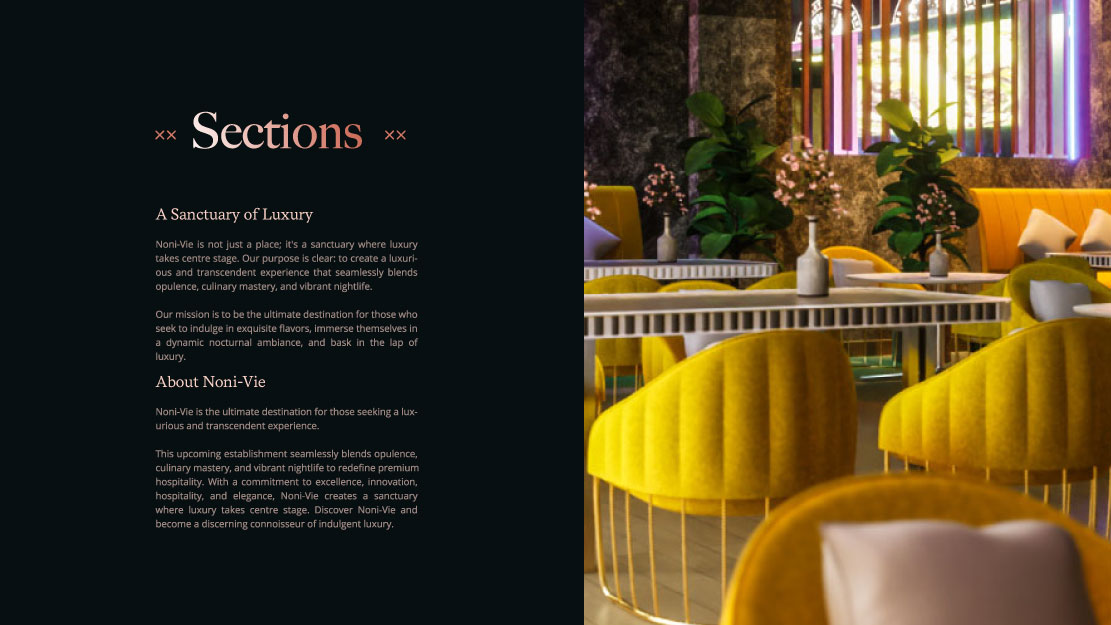 ×× Sections ××
A Sanctuary of Luxury
Noni-Vie is not just a place; it's a sanctuary where luxury
takes centre stage. Our purpose is clear: to create a luxuri-
ous and transcendent experience that seamlessly blends
opulence, culinary mastery, and vibrant nightlife.
Our mission is to be the ultimate destination for those who
seek to indulge in exquisite flavors, immerse themselves in
a dynamic nocturnal ambiance, and bask in the lap of
luxury.
About Noni-Vie
Noni-Vie is the ultimate destination for those seeking a lux-
urious and transcendent experience.
This upcoming establishment seamlessly blends opulence,
culinary mastery, and vibrant nightlife to redefine premium
hospitality. With a commitment to excellence, innovation,
hospitality, and elegance, Noni-Vie creates a sanctuary
where luxury takes centre stage. Discover Noni-Vie and
become a discerning connoisseur of indulgent luxury.